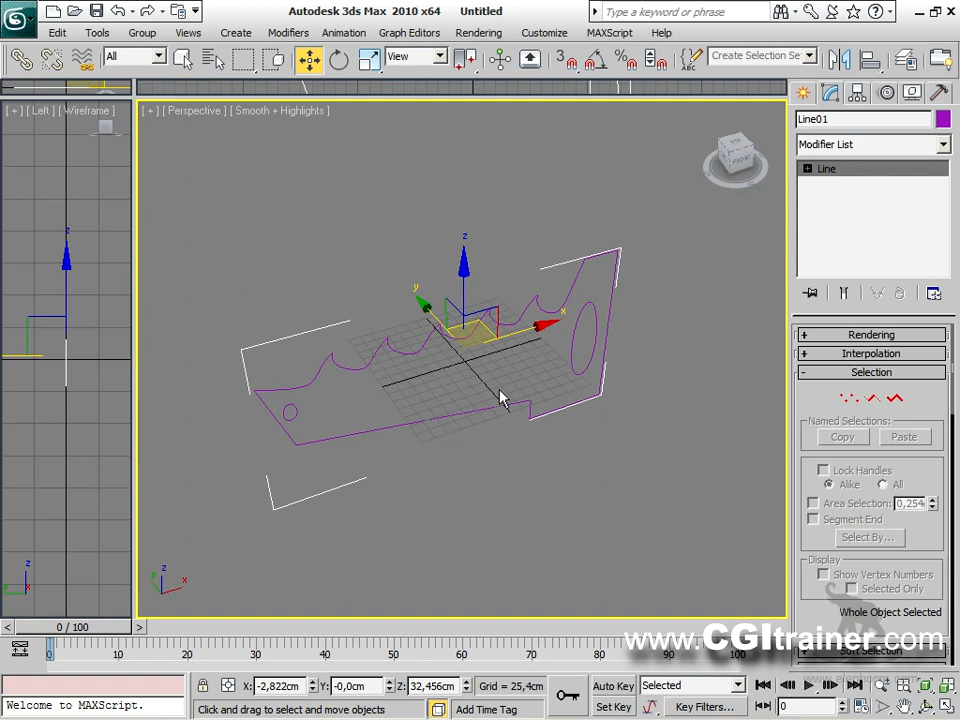 Autodesk 3ds Max 2010 x64 Untitled
Type a keyword or phrase
Edit Tools Group Views Create Modifiers Animation Graph Editors Rendering Customize MAXScript Help
All View 3 Create Selection Se
[ + ] [ Left ] [ Wireframe ]
[ + ] [ Perspective ] [ Smooth + Highlights ]
Line01
Modifier List
Line
FRONT
z
y
x
z
z
x
y
z
x
+ Rendering
+ Interpolation
- Selection
Named Selections:
Copy Paste
Lock Handles
Alike All
Area Selection: 0,254
Segment End
Select By...
Display
Show Vertex Numbers
Selected Only
Whole Object Selected
Soft Selection
www.CGItrainer.com
< 0 / 100 >
0 10 20 30 40 50 60 70 80 90 100
X: -2,822cm Y: -0,0cm Z: 32,456cm Grid = 25,4cm Auto Key Selected
Welcome to MAXScript. Click and drag to select and move objects Add Time Tag Set Key Key Filters... 0